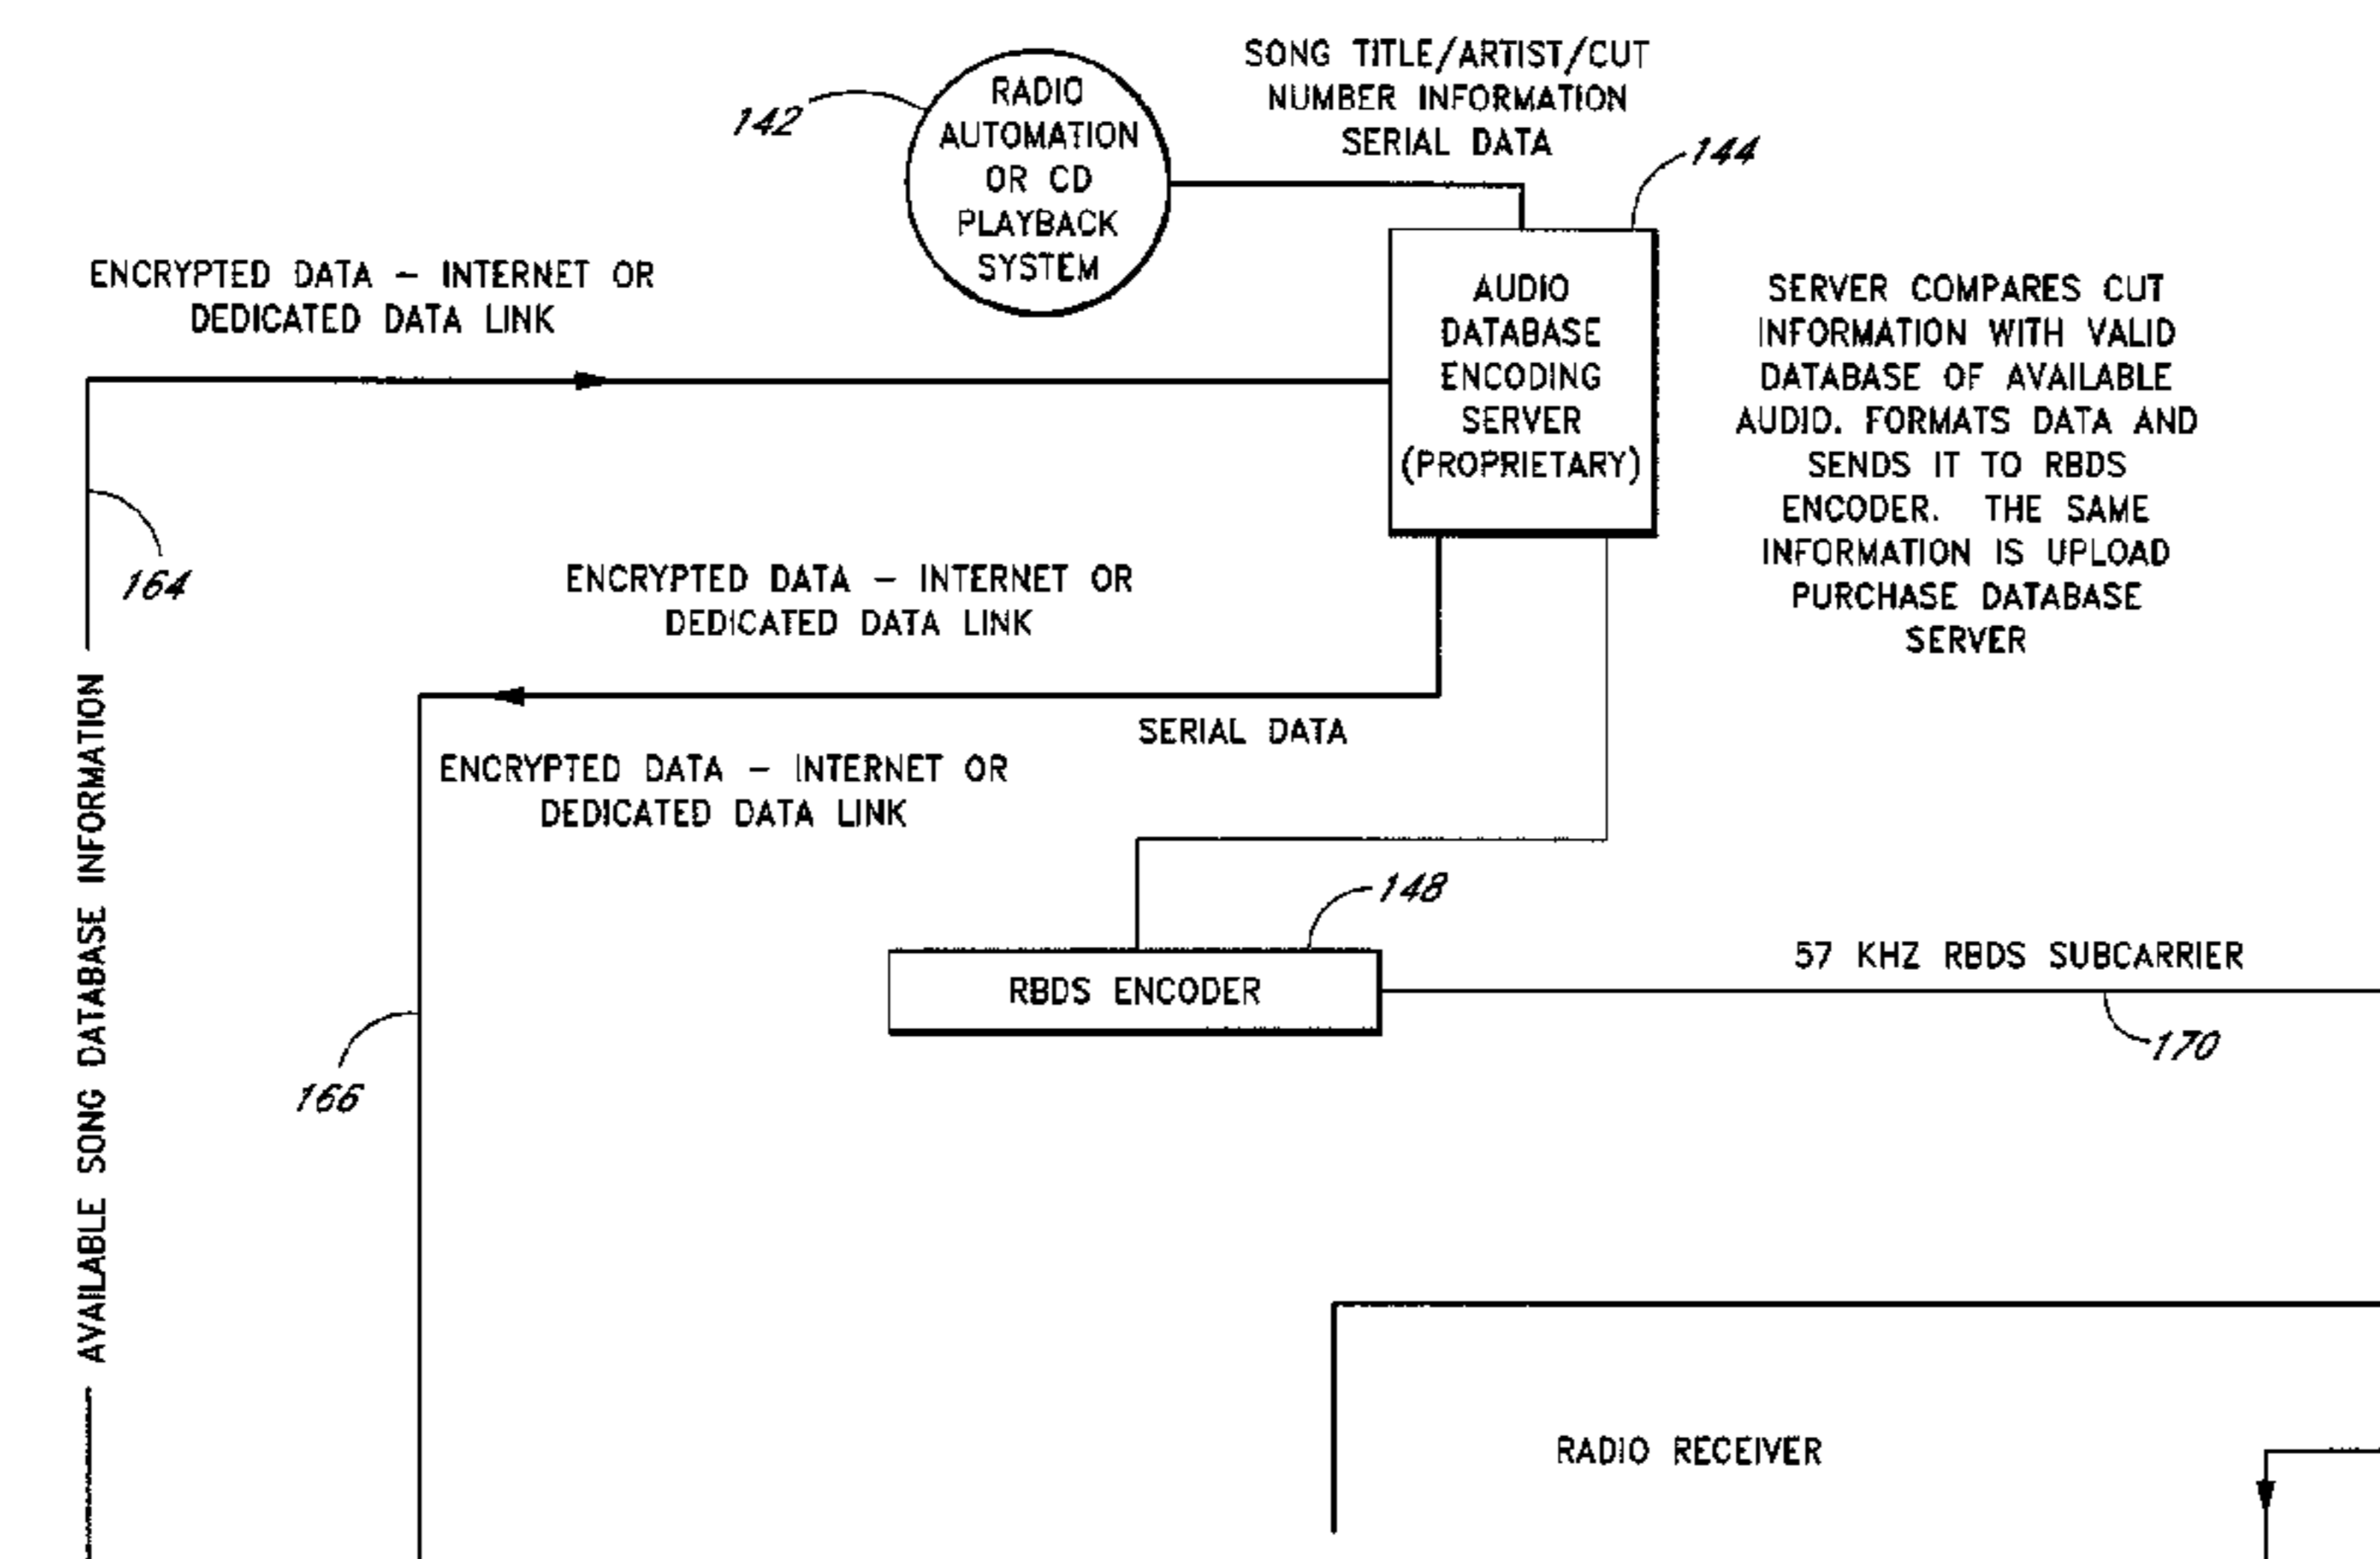 RADIO
AUTOMATION
OR CD
PLAYBACK
SYSTEM
142
SONG TITLE/ARTIST/CUT
NUMBER INFORMATION
SERIAL DATA
144
ENCRYPTED DATA – INTERNET OR
DEDICATED DATA LINK
AUDIO
DATABASE
ENCODING
SERVER
(PROPRIETARY)
SERVER COMPARES CUT
INFORMATION WITH VALID
DATABASE OF AVAILABLE
AUDIO. FORMATS DATA AND
SENDS IT TO RBDS
ENCODER. THE SAME
INFORMATION IS UPLOAD
PURCHASE DATABASE
SERVER
164
ENCRYPTED DATA – INTERNET OR
DEDICATED DATA LINK
SERIAL DATA
ENCRYPTED DATA – INTERNET OR
DEDICATED DATA LINK
AVAILABLE SONG DATABASE INFORMATION
148
RBDS ENCODER
57 KHZ RBDS SUBCARRIER
170
166
RADIO RECEIVER